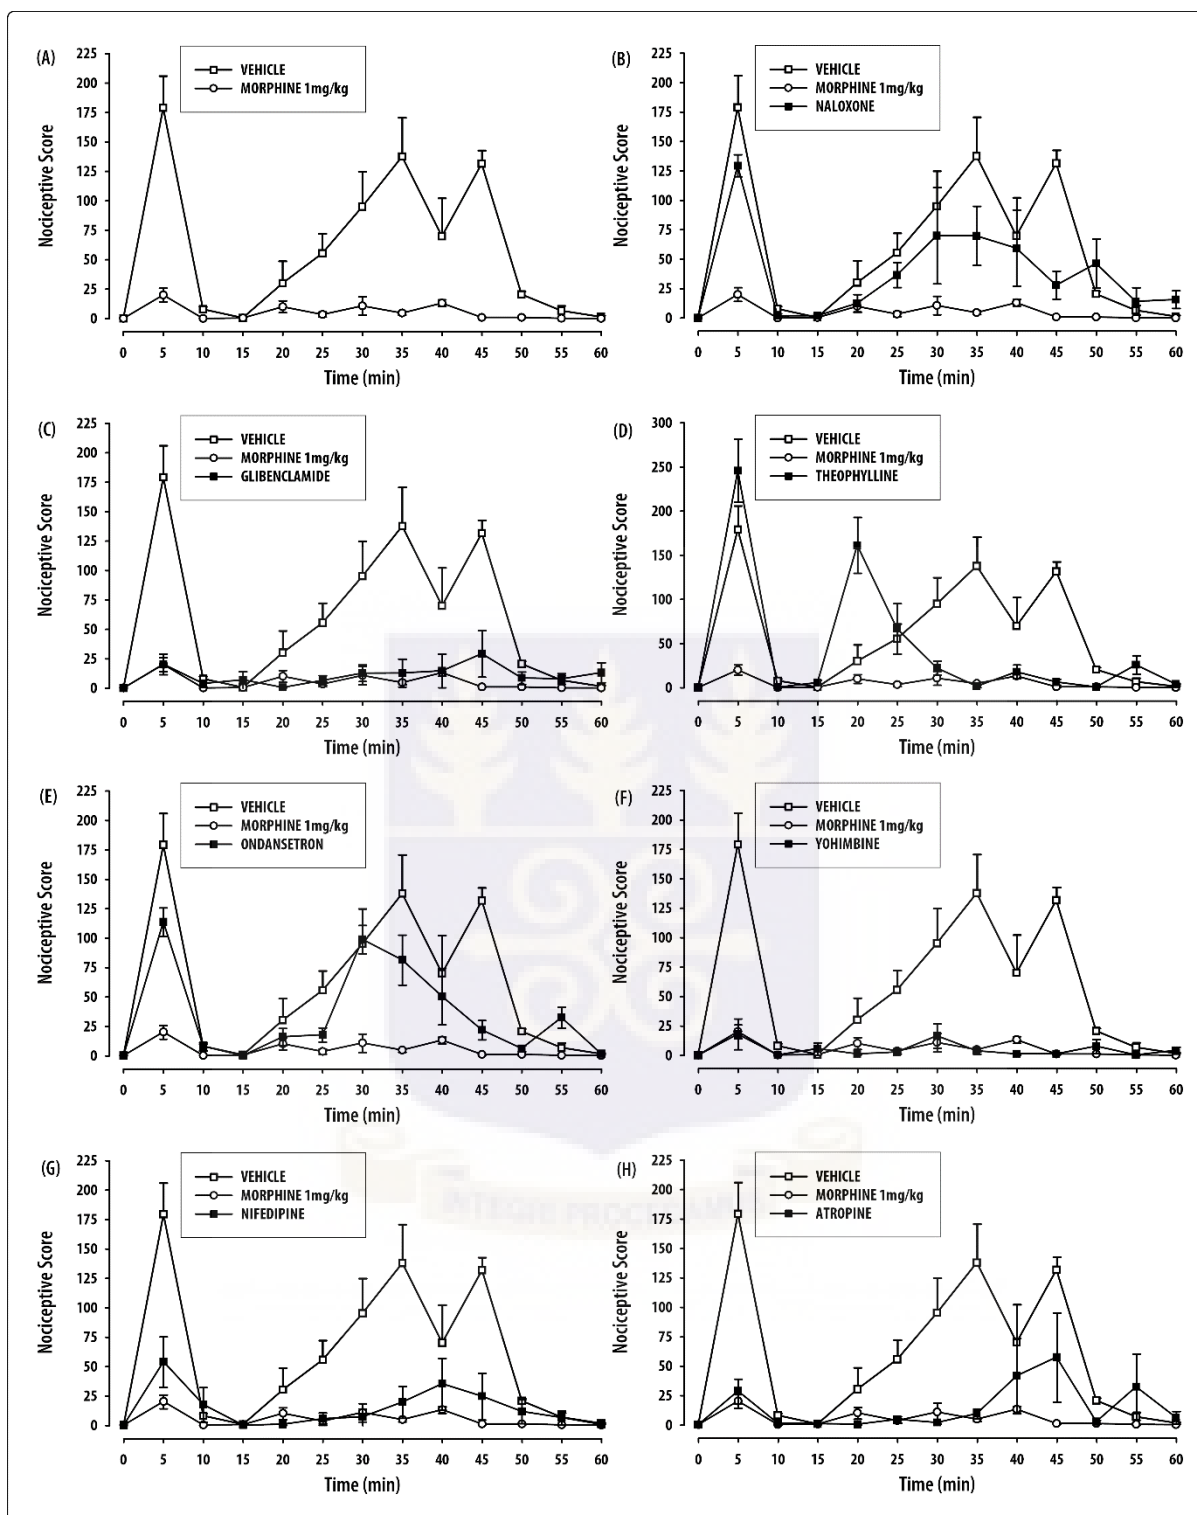 (A)
225
200
175
150
125
100
75
50
25
0
Nociceptive Score
VEHICLE
MORPHINE 1mg/kg
0 5 10 15 20 25 30 35 40 45 50 55 60
Time (min)
(B)
225
200
175
150
125
100
75
50
25
0
Nociceptive Score
VEHICLE
MORPHINE 1mg/kg
NALOXONE
0 5 10 15 20 25 30 35 40 45 50 55 60
Time (min)
(C)
225
200
175
150
125
100
75
50
25
0
Nociceptive Score
VEHICLE
MORPHINE 1mg/kg
GLIBENCLAMIDE
0 5 10 15 20 25 30 35 40 45 50 55 60
Time (min)
(D)
300
250
200
150
100
50
0
Nociceptive Score
VEHICLE
MORPHINE 1mg/kg
THEOPHYLLINE
0 5 10 15 20 25 30 35 40 45 50 55 60
Time (min)
(E)
225
200
175
150
125
100
75
50
25
0
Nociceptive Score
VEHICLE
MORPHINE 1mg/kg
ONDANSETRON
0 5 10 15 20 25 30 35 40 45 50 55 60
Time (min)
(F)
225
200
175
150
125
100
75
50
25
0
Nociceptive Score
VEHICLE
MORPHINE 1mg/kg
YOHIMBINE
0 5 10 15 20 25 30 35 40 45 50 55 60
Time (min)
(G)
225
200
175
150
125
100
75
50
25
0
Nociceptive Score
VEHICLE
MORPHINE 1mg/kg
NIFEDIPINE
0 5 10 15 20 25 30 35 40 45 50 55 60
Time (min)
(H)
225
200
175
150
125
100
75
50
25
0
Nociceptive Score
VEHICLE
MORPHINE 1mg/kg
ATROPINE
0 5 10 15 20 25 30 35 40 45 50 55 60
Time (min)
INTEGRI PROCEDAMUS